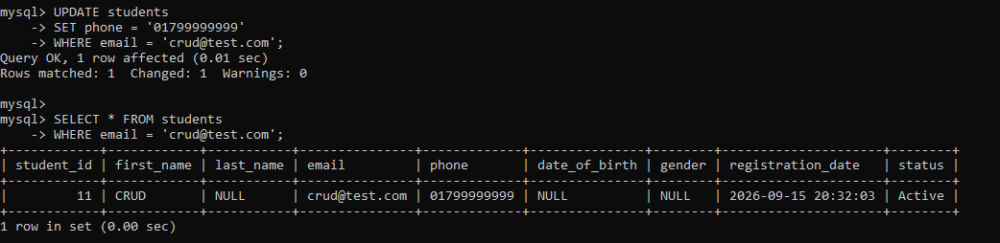 mysql> UPDATE students
    -> SET phone = '01799999999'
    -> WHERE email = 'crud@test.com';
Query OK, 1 row affected (0.01 sec)
Rows matched: 1  Changed: 1  Warnings: 0

mysql>
mysql> SELECT * FROM students
    -> WHERE email = 'crud@test.com';
+------------+------------+-----------+---------------+-------------+---------------+--------+---------------------+--------+
| student_id | first_name | last_name | email         | phone       | date_of_birth | gender | registration_date   | status |
+------------+------------+-----------+---------------+-------------+---------------+--------+---------------------+--------+
|         11 | CRUD       | NULL      | crud@test.com | 01799999999 | NULL          | NULL   | 2026-09-15 20:32:03 | Active |
+------------+------------+-----------+---------------+-------------+---------------+--------+---------------------+--------+
1 row in set (0.00 sec)